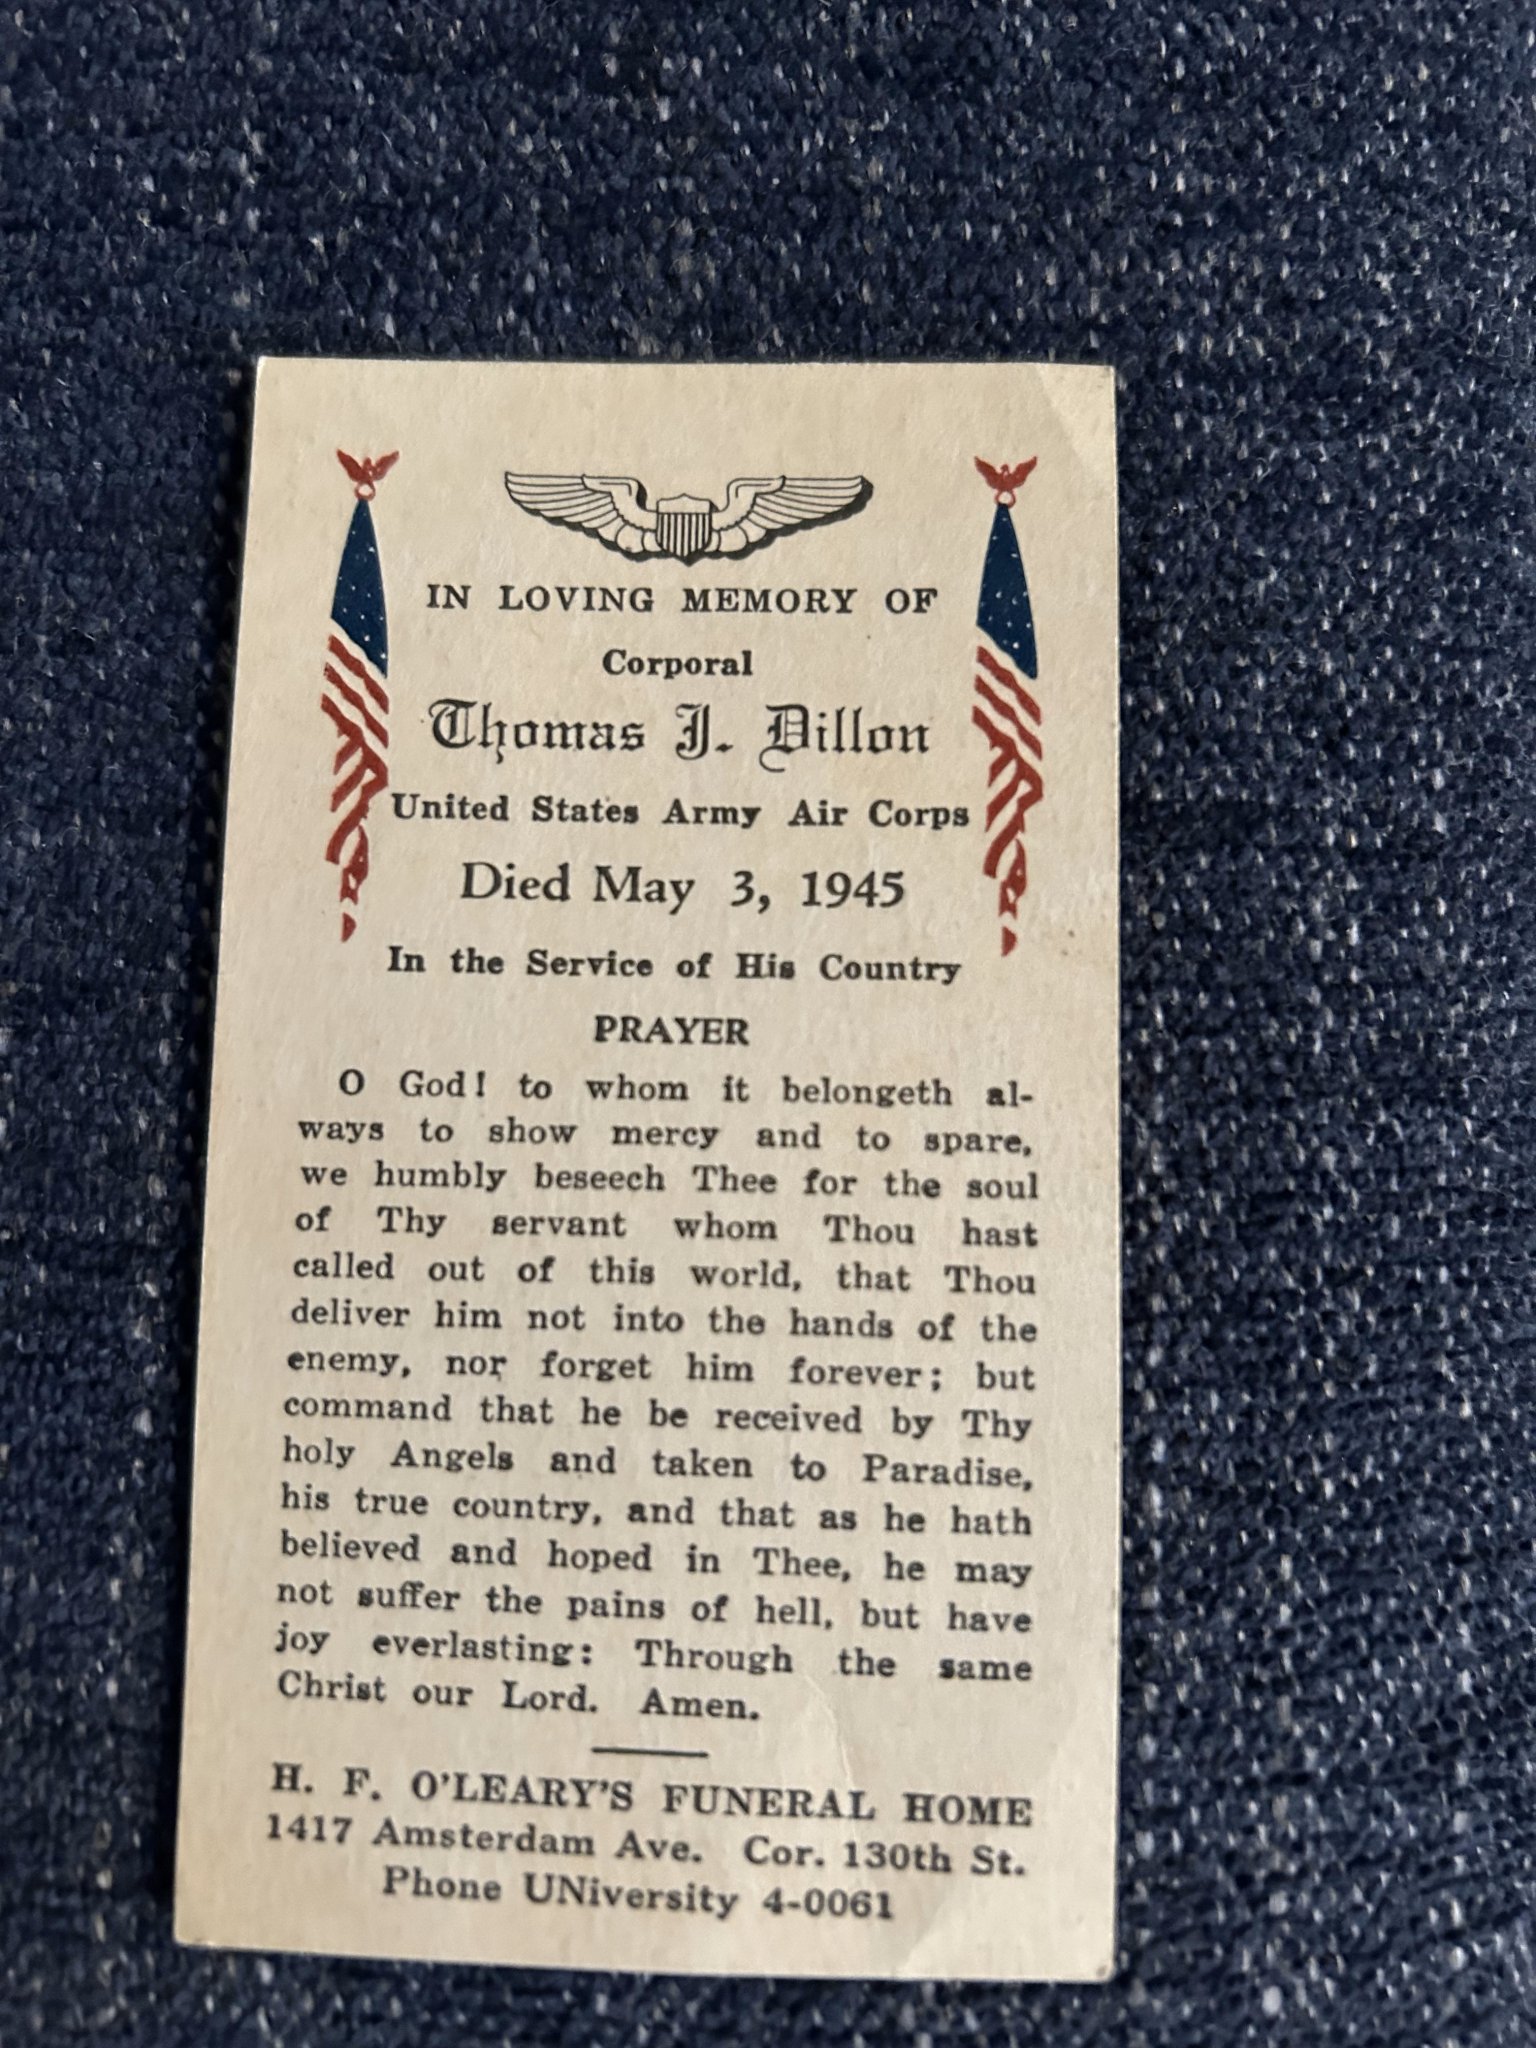 IN LOVING MEMORY OF
Corporal
Thomas J. Dillon
United States Army Air Corps
Died May 3, 1945
In the Service of His Country
PRAYER
O God! to whom it belongeth al-
ways to show mercy and to spare,
we humbly beseech Thee for the soul
of Thy servant whom Thou hast
called out of this world, that Thou
deliver him not into the hands of the
enemy, nor forget him forever; but
command that he be received by Thy
holy Angels and taken to Paradise,
his true country, and that as he hath
believed and hoped in Thee, he may
not suffer the pains of hell, but have
joy everlasting: Through the same
Christ our Lord. Amen.
H. F. O'LEARY'S FUNERAL HOME
1417 Amsterdam Ave. Cor. 130th St.
Phone UNiversity 4-0061